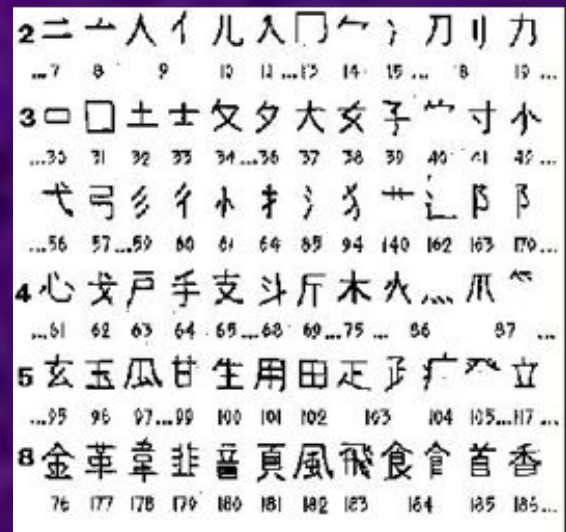 2 二 亠 人 亻 儿 入 冂 冖 冫 刀 刂 力
...7 8 9 10 12 ...13 14 15 ... 18 19 ...
3 口 囗 土 士 夂 夕 大 女 子 宀 寸 小
...30 31 32 33 34...36 37 38 39 40 41 42 ...
弋 弓 彡 彳 忄 扌 氵 犭 艹 辶 阝 阝
...56 57...59 60 61 64 85 94 140 162 163 170 ...
4 心 戈 戸 手 支 斗 斤 木 火 灬 爪 爫
...61 62 63 64 ...65...68 69...75 ... 86 87 ...
5 玄 玉 瓜 甘 生 用 田 疋 疒 癶 立
...95 96 97...99 100 101 102 103 104 105...117 ...
8 金 革 韋 韭 音 頁 風 飛 食 首 香
177 178 179 180 181 182 183 184 185 186...